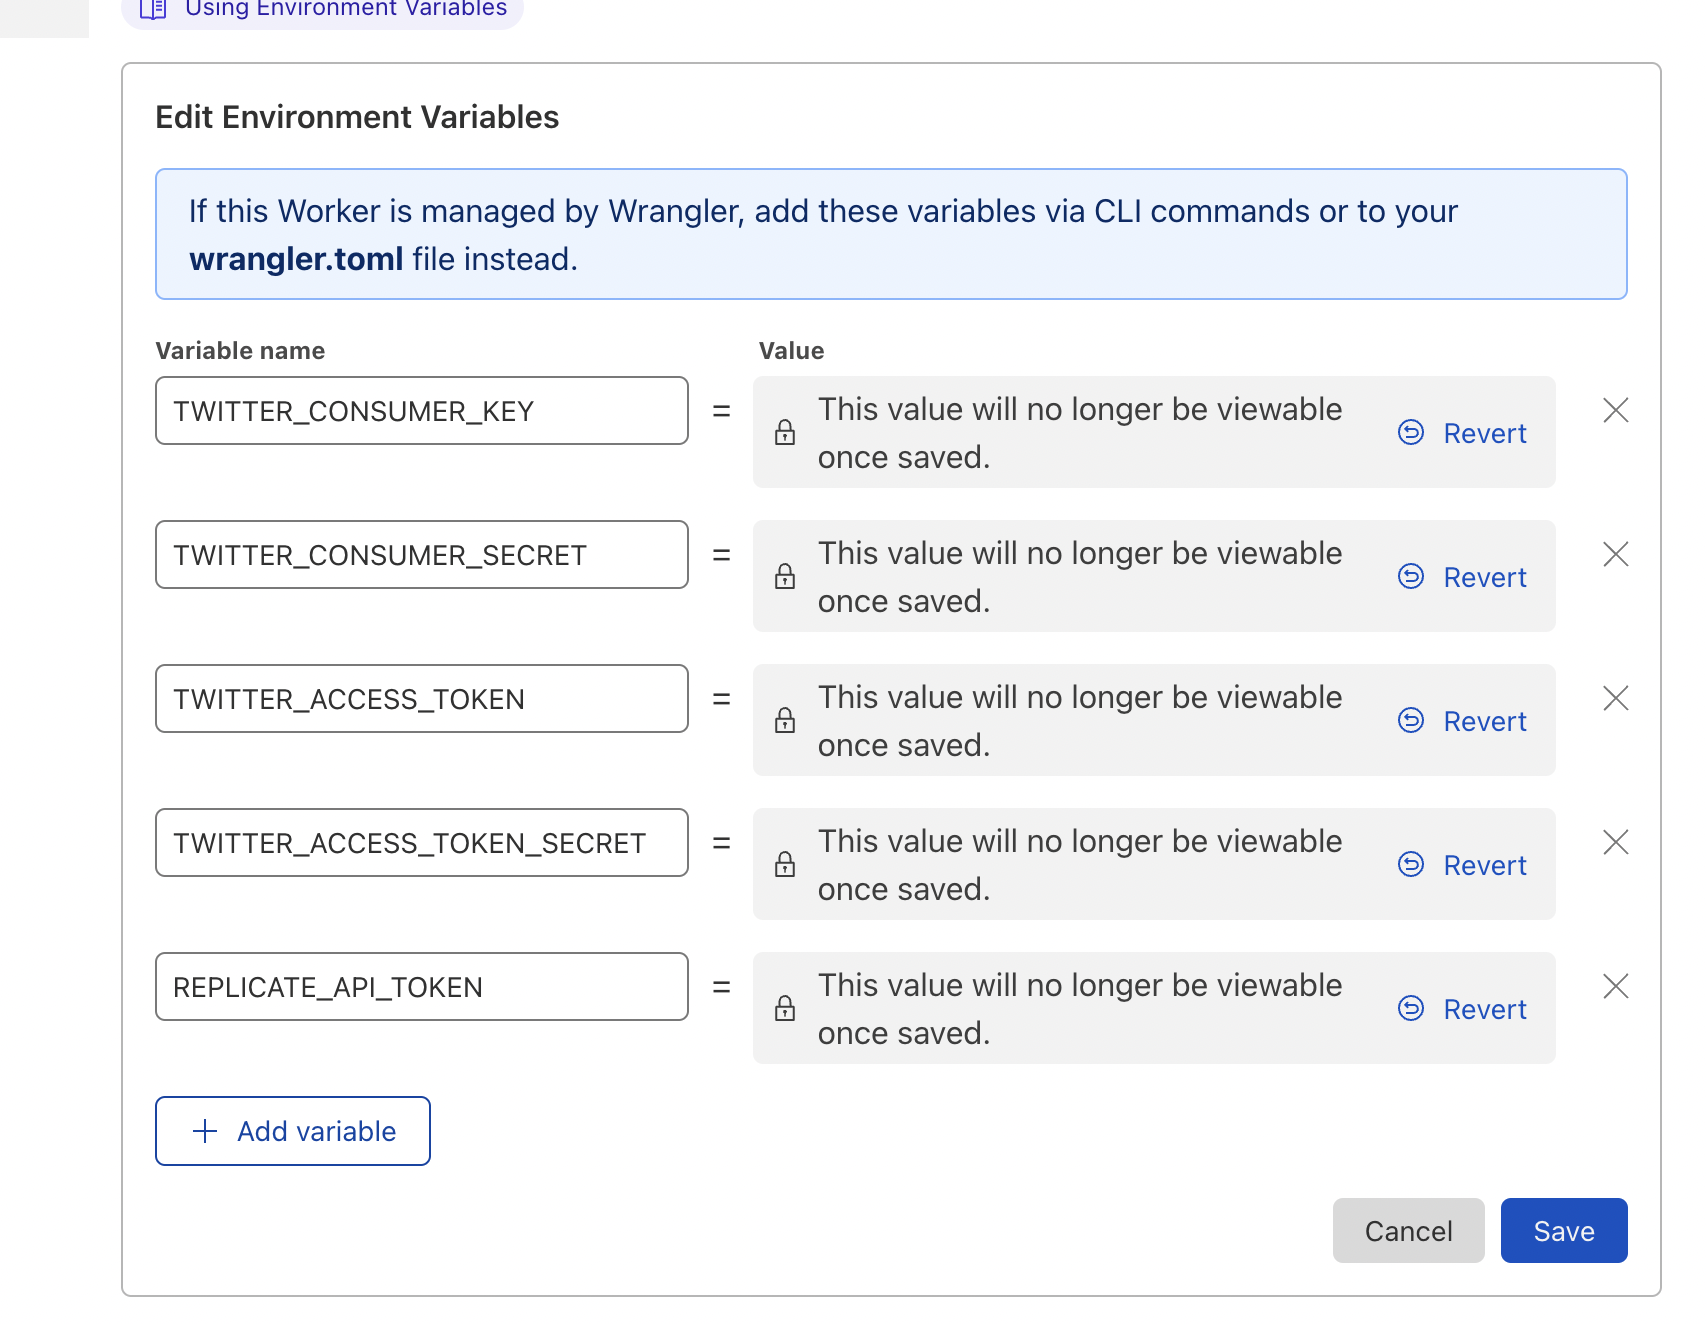 Using Environment Variables
Edit Environment Variables
If this Worker is managed by Wrangler, add these variables via CLI commands or to your
wrangler.toml file instead.
Variable name
Value
TWITTER_CONSUMER_KEY
=
This value will no longer be viewable
once saved.
Revert
TWITTER_CONSUMER_SECRET
=
This value will no longer be viewable
once saved.
Revert
TWITTER_ACCESS_TOKEN
=
This value will no longer be viewable
once saved.
Revert
TWITTER_ACCESS_TOKEN_SECRET
=
This value will no longer be viewable
once saved.
Revert
REPLICATE_API_TOKEN
=
This value will no longer be viewable
once saved.
Revert
Add variable
Cancel
Save